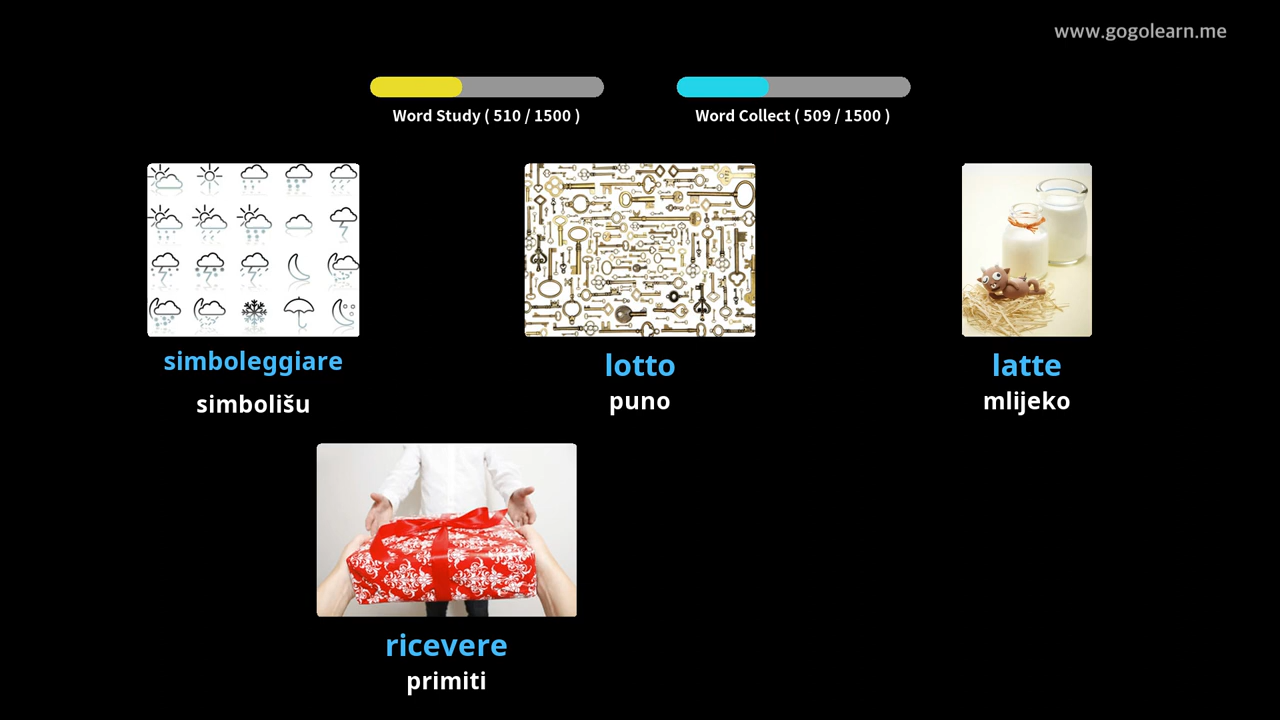 www.gogolearn.me
Word Study ( 510 / 1500 )
Word Collect ( 509 / 1500 )
simboleggiare
lotto
latte
simbolišu
puno
mlijeko
ricevere
primiti